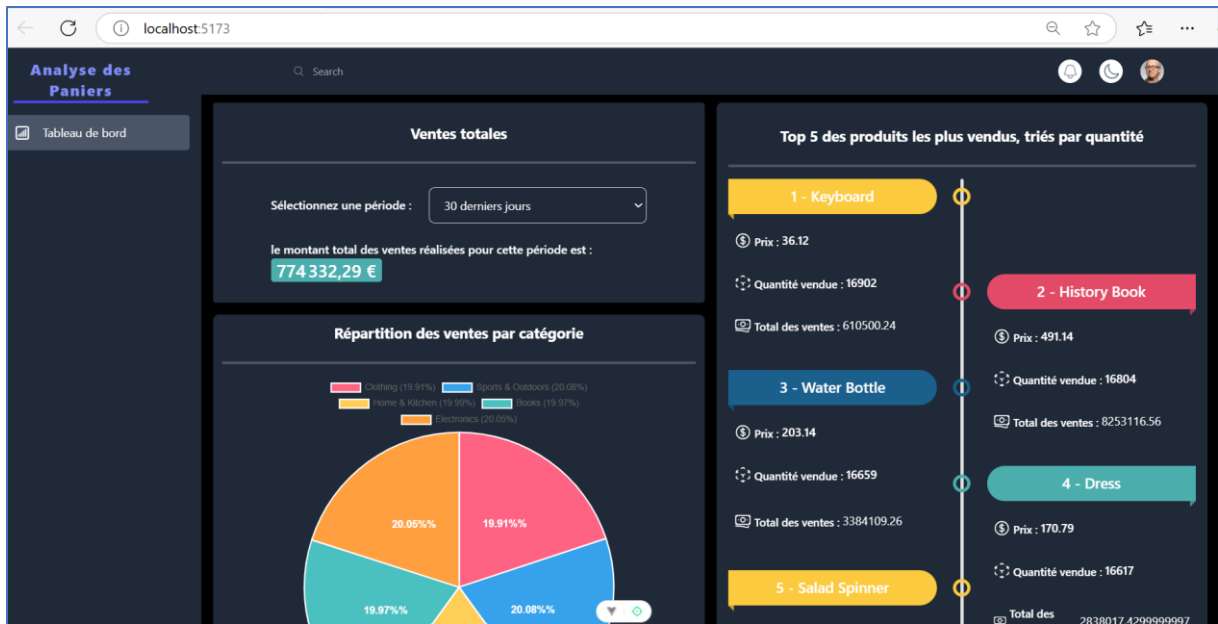 localhost:5173
Analyse des
Paniers
Search
Tableau de bord
Ventes totales
Sélectionnez une période :
30 derniers jours
le montant total des ventes réalisées pour cette période est :
774 332,29 €
Répartition des ventes par catégorie
Clothing (19.91%) Sports & Outdoors (20.08%)
Home & Kitchen (19.99%) Books (19.97%)
Electronics (20.05%)
20.05%%
19.91%%
19.97%%
20.08%%
Top 5 des produits les plus vendus, triés par quantité
1 - Keyboard
Prix : 36.12
Quantité vendue : 16902
Total des ventes : 610500.24
2 - History Book
Prix : 491.14
Quantité vendue : 16804
Total des ventes : 8253116.56
3 - Water Bottle
Prix : 203.14
Quantité vendue : 16659
Total des ventes : 3384109.26
4 - Dress
Prix : 170.79
Quantité vendue : 16617
Total des 2838017.4299999997
5 - Salad Spinner